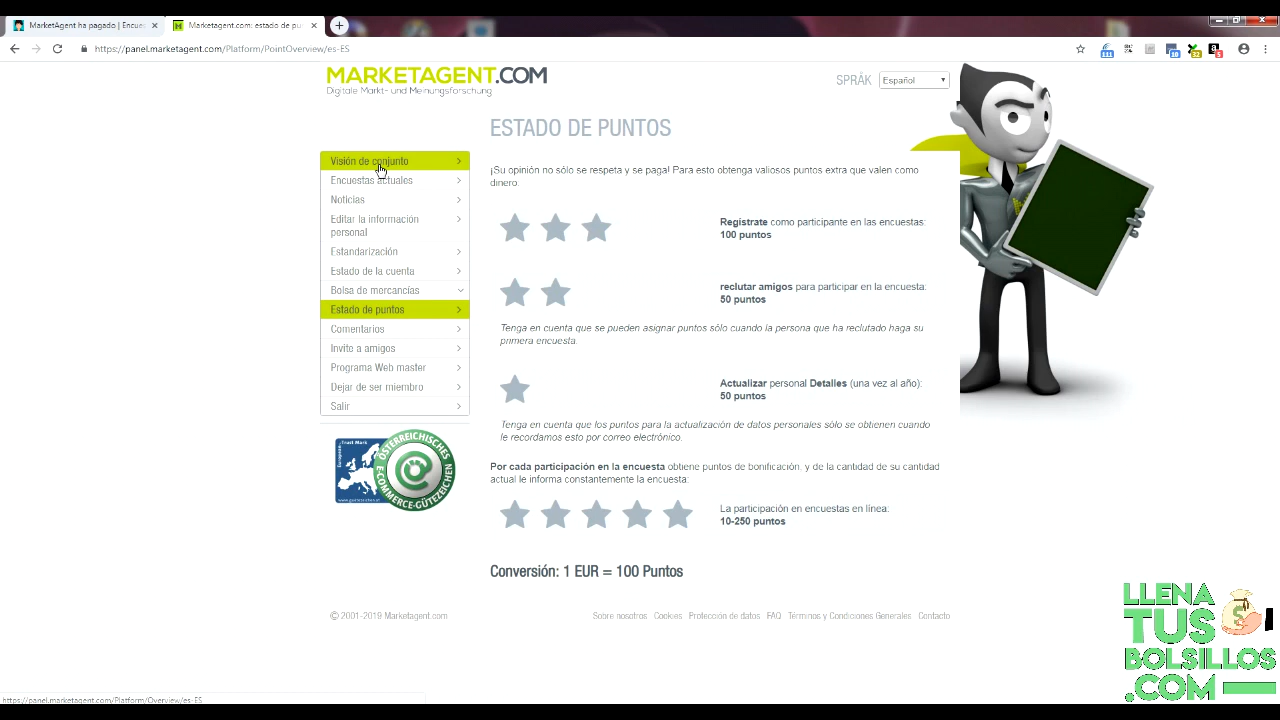 MarketAgent ha pagado | Encues
Marketagent.com: estado de pu
https://panel.marketagent.com/Platform/PointOverview/es-ES
MARKETAGENT.COM
Digitale Markt- und Meinungsforschung
SPRÅK
Español
ESTADO DE PUNTOS
Visión de conjunto
Encuestas actuales
Noticias
Editar la información
personal
Estandarización
Estado de la cuenta
Bolsa de mercancías
Estado de puntos
Comentarios
Invite a amigos
Programa Web master
Dejar de ser miembro
Salir
¡Su opinión no sólo se respeta y se paga! Para esto obtenga valiosos puntos extra que valen como
dinero.
Regístrate como participante en las encuestas:
100 puntos
reclutar amigos para participar en la encuesta:
50 puntos
Tenga en cuenta que se pueden asignar puntos sólo cuando la persona que ha reclutado haga su
primera encuesta.
Actualizar personal Detalles (una vez al año):
50 puntos
Tenga en cuenta que los puntos para la actualización de datos personales sólo se obtienen cuando
le recordamos esto por correo electrónico.
Por cada participación en la encuesta obtiene puntos de bonificación, y de la cantidad de su cantidad
actual le informa constantemente la encuesta:
La participación en encuestas en línea:
10-250 puntos
Conversión: 1 EUR = 100 Puntos
ÖSTERREICHISCHES
E-COMMERCE-GÜTEZEICHEN
© 2001-2019 Marketagent.com
Sobre nosotros Cookies Protección de datos FAQ Términos y Condiciones Generales Contacto
LLENA
TUS
BOLSILLOS
.COM
https://panel.marketagent.com/Platform/Overview/es-ES